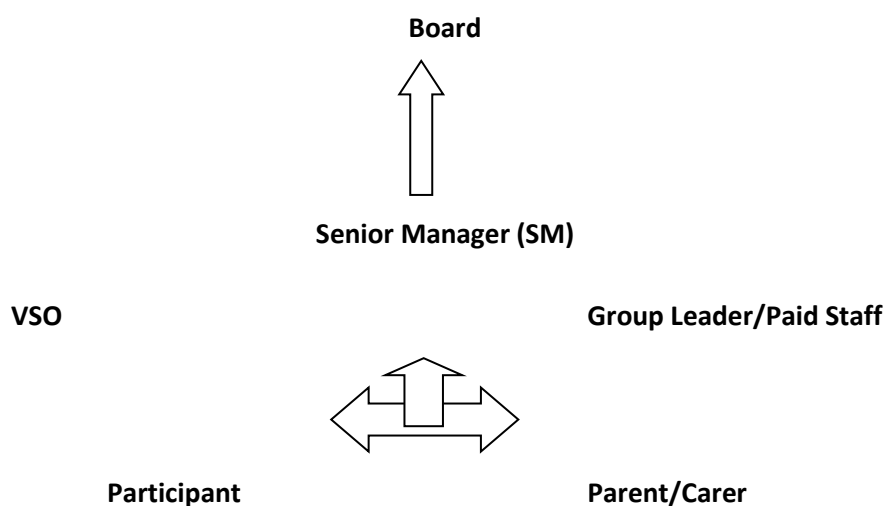 Board
Senior Manager (SM)
VSO Group Leader/Paid Staff
Participant Parent/Carer